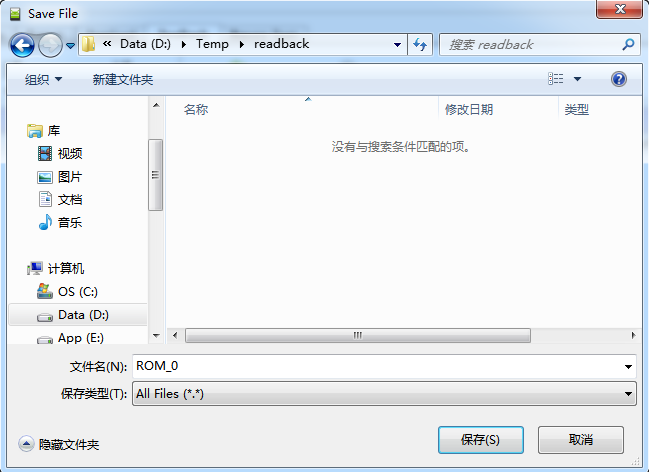 Save File
« Data (D:) ▸ Temp ▸ readback
搜索 readback
组织
新建文件夹
名称
修改日期
类型
没有与搜索条件匹配的项。
库
视频
图片
文档
音乐
计算机
OS (C:)
Data (D:)
App (E:)
文件名(N): ROM_0
保存类型(T): All Files (*.*)
隐藏文件夹
保存(S)
取消